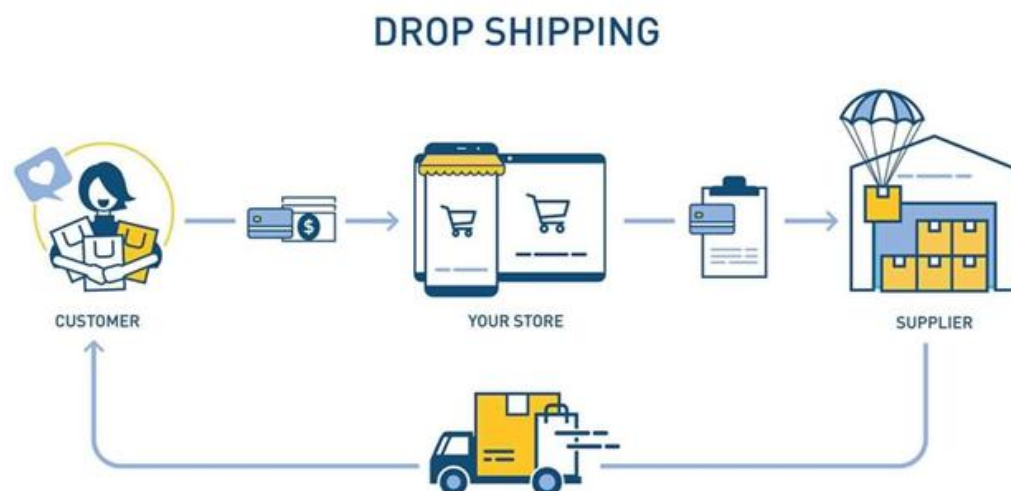 DROP SHIPPING
$
CUSTOMER
YOUR STORE
SUPPLIER